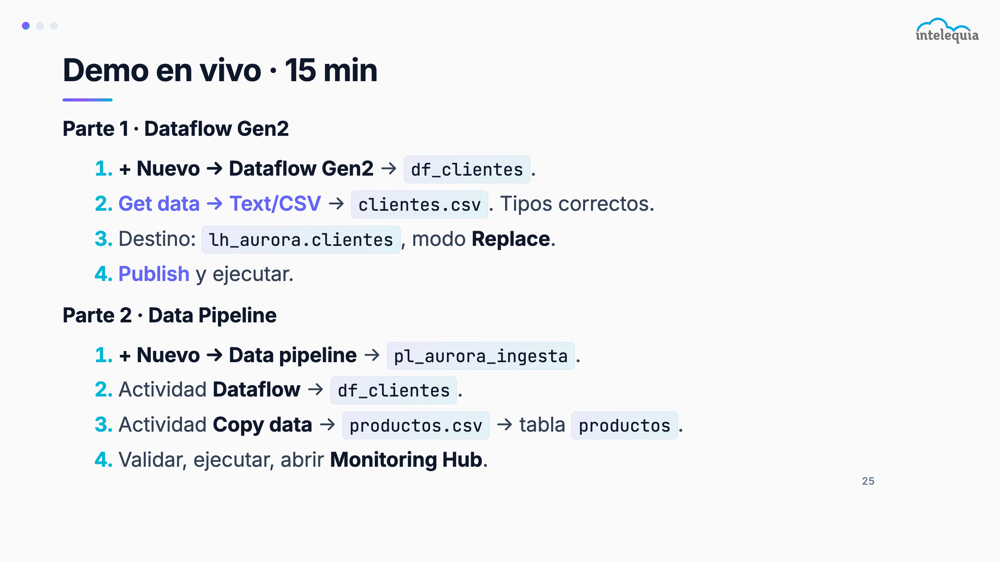 intelequia
Demo en vivo · 15 min
Parte 1 · Dataflow Gen2
1. + Nuevo → Dataflow Gen2 → df_clientes.
2. Get data → Text/CSV → clientes.csv. Tipos correctos.
3. Destino: lh_aurora.clientes, modo Replace.
4. Publish y ejecutar.
Parte 2 · Data Pipeline
1. + Nuevo → Data pipeline → pl_aurora_ingesta.
2. Actividad Dataflow → df_clientes.
3. Actividad Copy data → productos.csv → tabla productos.
4. Validar, ejecutar, abrir Monitoring Hub.
25